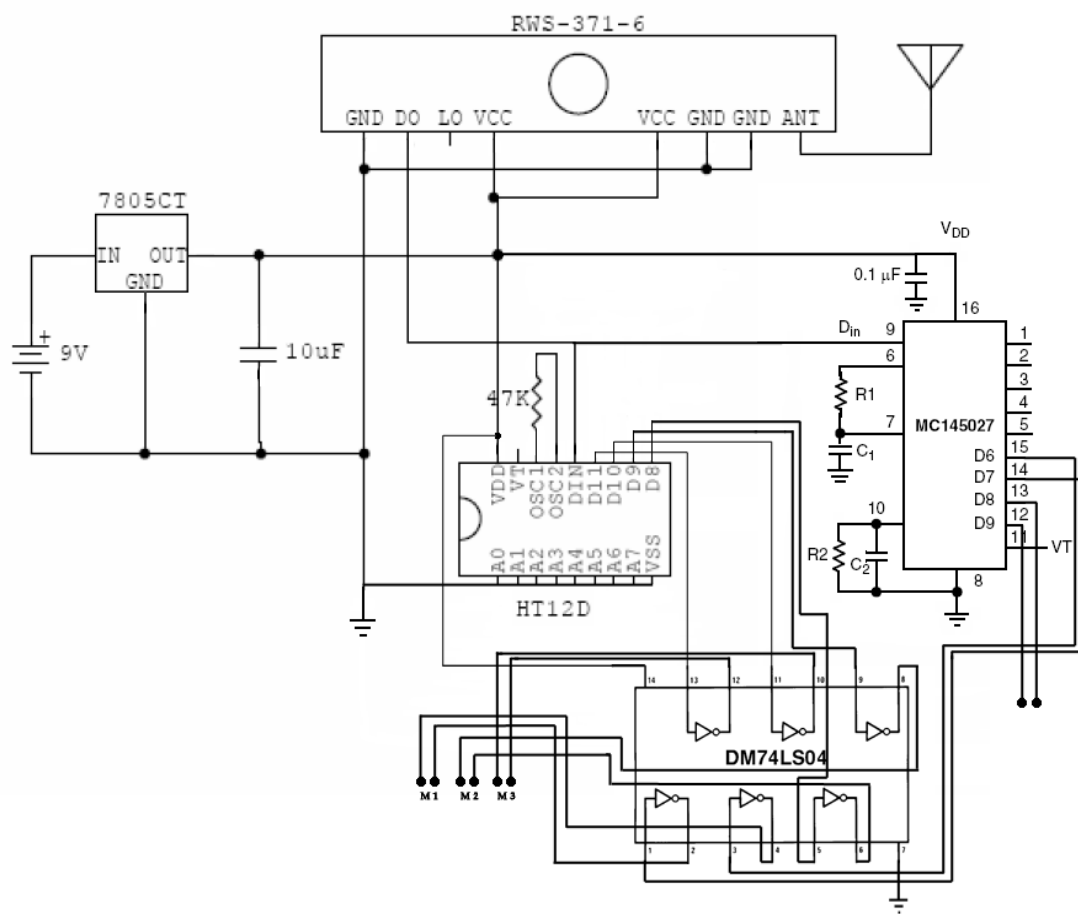 RWS-371-6
GND DO LO VCC VCC GND GND ANT
7805CT
IN OUT
GND
V_DD
0.1 µF
16
+
9V
10uF
D_in 9
1
6
2
R1
3
47K
4
7
MC145027
5
C_1
D6 15
D7 14
D8 13
D9 12
10
11 VT
VDD VT OSC1 OSC2 DIN D11 D10 D9 D8
R2
C_2
8
A0 A1 A2 A3 A4 A5 A6 A7 VSS
HT12D
14 13 12 11 10 9 8
DM74LS04
M1 M2 M3
1 2 3 4 5 6 7